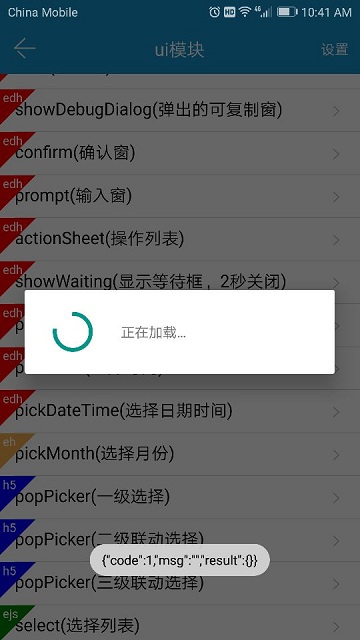 China Mobile HD 4G 10:41 AM
ui模块 设置
edh
showDebugDialog(弹出的可复制窗)
edh
confirm(确认窗)
edh
prompt(输入窗)
edh
actionSheet(操作列表)
edh
showWaiting(显示等待框，2秒关闭)
edh
正在加载...
edh
edh
pickDateTime(选择日期时间)
eh
pickMonth(选择月份)
h5
popPicker(一级选择)
h5
popPicker(二级联动选择)
{"code":1,"msg":"","result":{}}
h5
popPicker(三级联动选择)
ejs
select(选择列表)